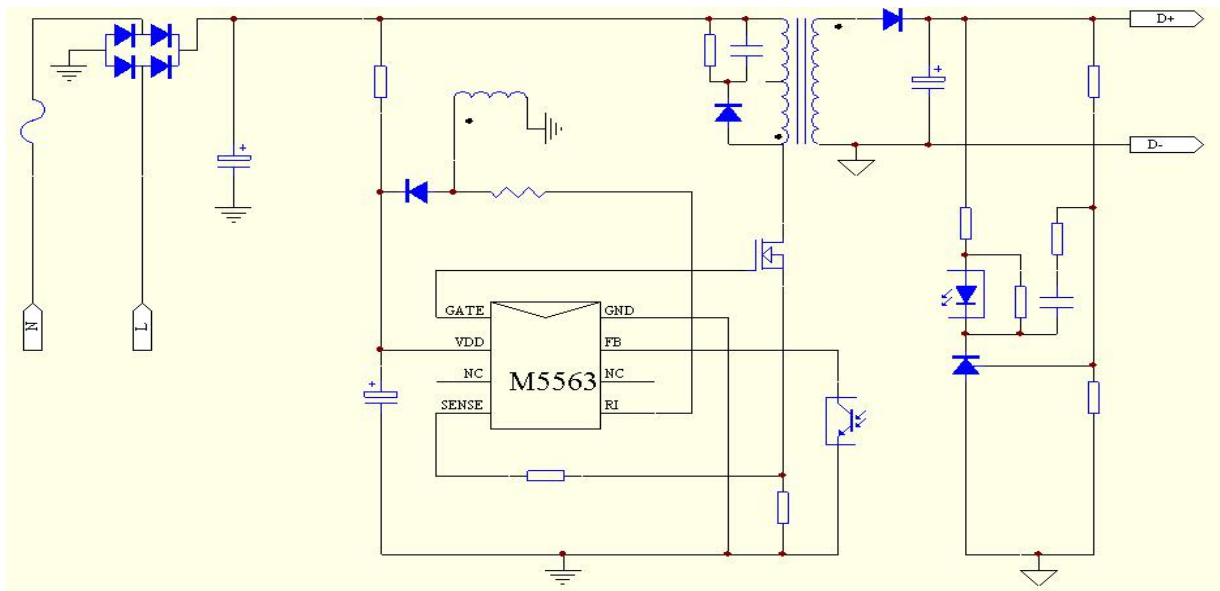 D+
D-
N
L
GATE
GND
VDD
FB
NC
M5563
NC
SENSE
RI